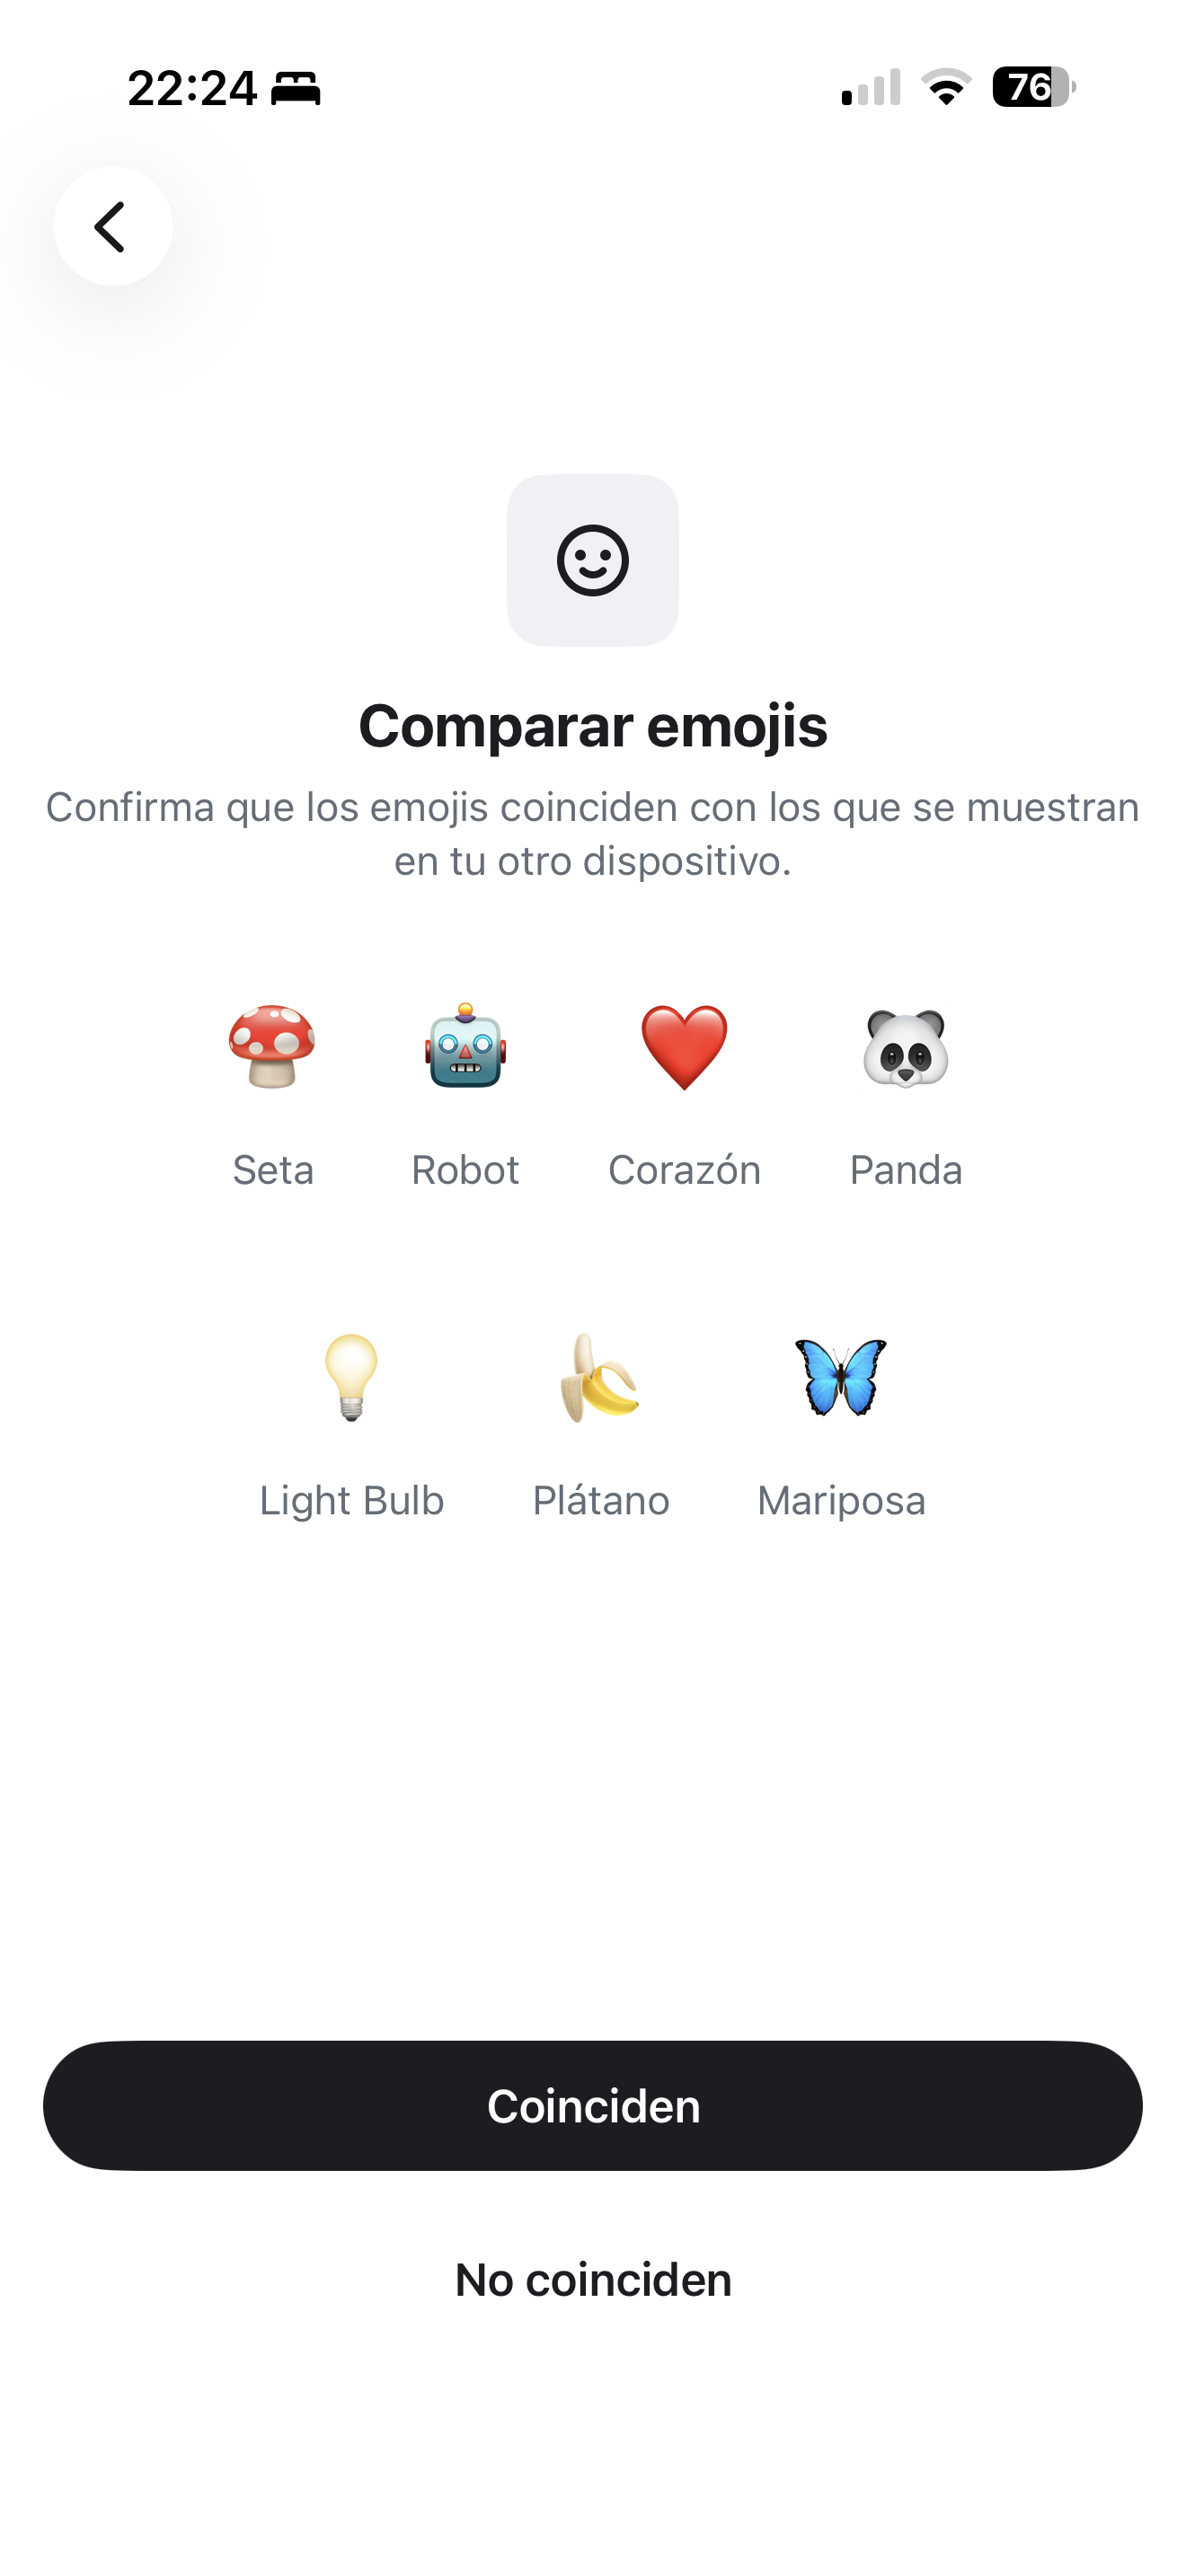 22:24
76
Comparar emojis
Confirma que los emojis coinciden con los que se muestran
en tu otro dispositivo.
Seta Robot Corazón Panda
Light Bulb Plátano Mariposa
Coinciden
No coinciden